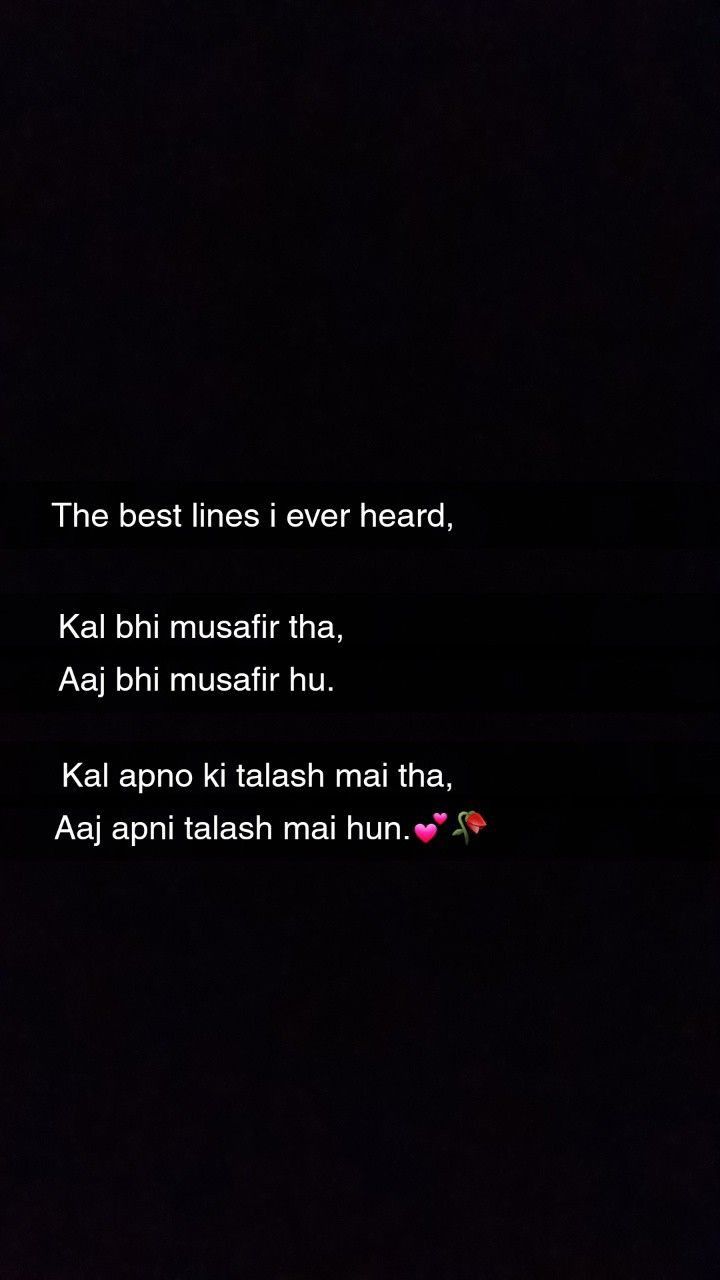 The best lines i ever heard,
Kal bhi musafir tha,
Aaj bhi musafir hu.
Kal apno ki talash mai tha,
Aaj apni talash mai hun.💕🥀